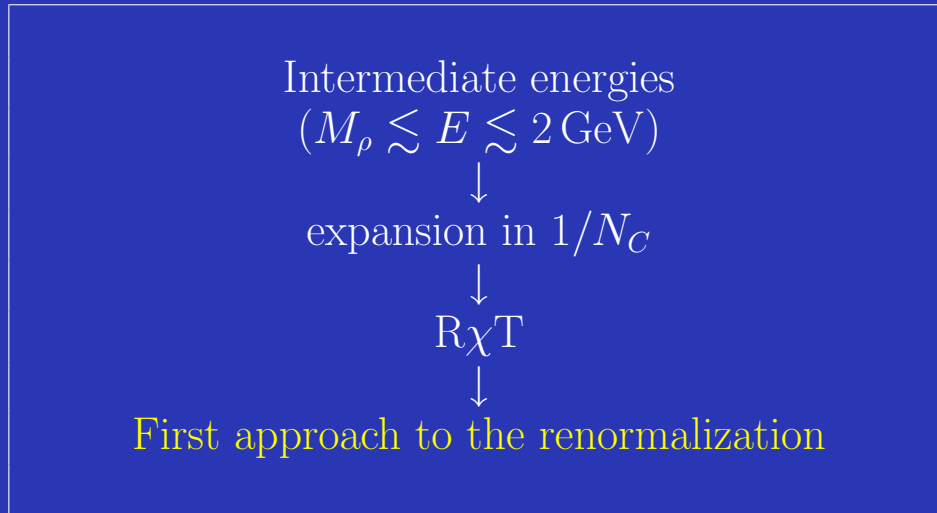 Intermediate energies
(M_ρ ≲ E ≲ 2 GeV)
↓
expansion in 1/N_C
↓
RχT
↓
First approach to the renormalization